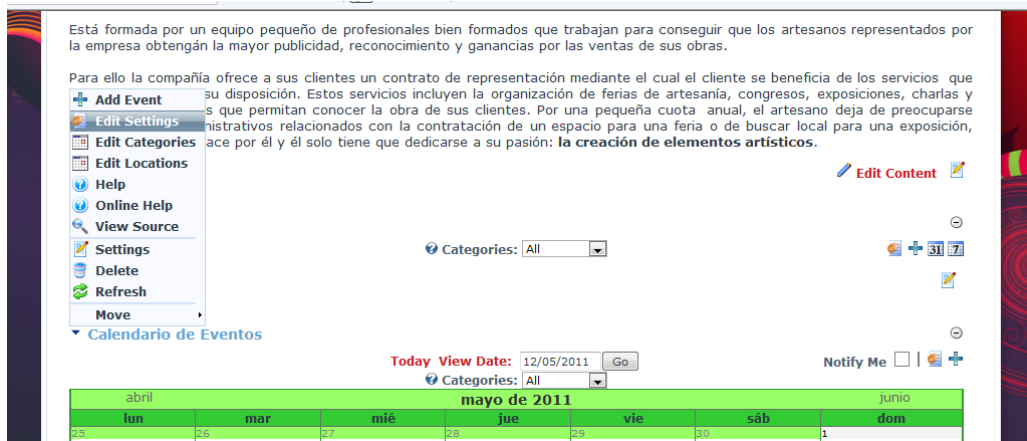 Está formada por un equipo pequeño de profesionales bien formados que trabajan para conseguir que los artesanos representados por
la empresa obtengán la mayor publicidad, reconocimiento y ganancias por las ventas de sus obras.
Para ello la compañía ofrece a sus clientes un contrato de representación mediante el cual el cliente se beneficia de los servicios que
su disposición. Estos servicios incluyen la organización de ferias de artesanía, congresos, exposiciones, charlas y
s que permitan conocer la obra de sus clientes. Por una pequeña cuota anual, el artesano deja de preocuparse
nistrativos relacionados con la contratación de un espacio para una feria o de buscar local para una exposición,
ace por él y él solo tiene que dedicarse a su pasión: la creación de elementos artísticos.
Add Event
Edit Settings
Edit Categories
Edit Locations
Help
Online Help
View Source
Settings
Delete
Refresh
Move
Edit Content
Categories: All
31 7
Calendario de Eventos
Today View Date: 12/05/2011 Go
Notify Me |
Categories: All
abril mayo de 2011 junio
lun mar mié jue vie sáb dom
25 26 27 28 29 30 1